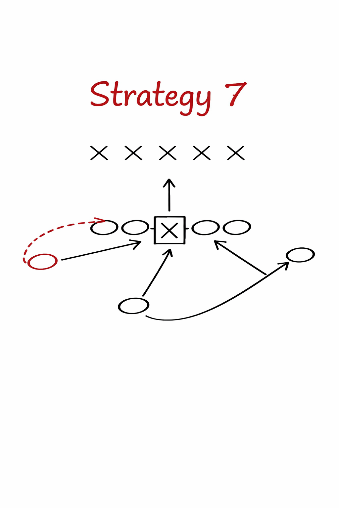 Strategy 7
X X X X X
X